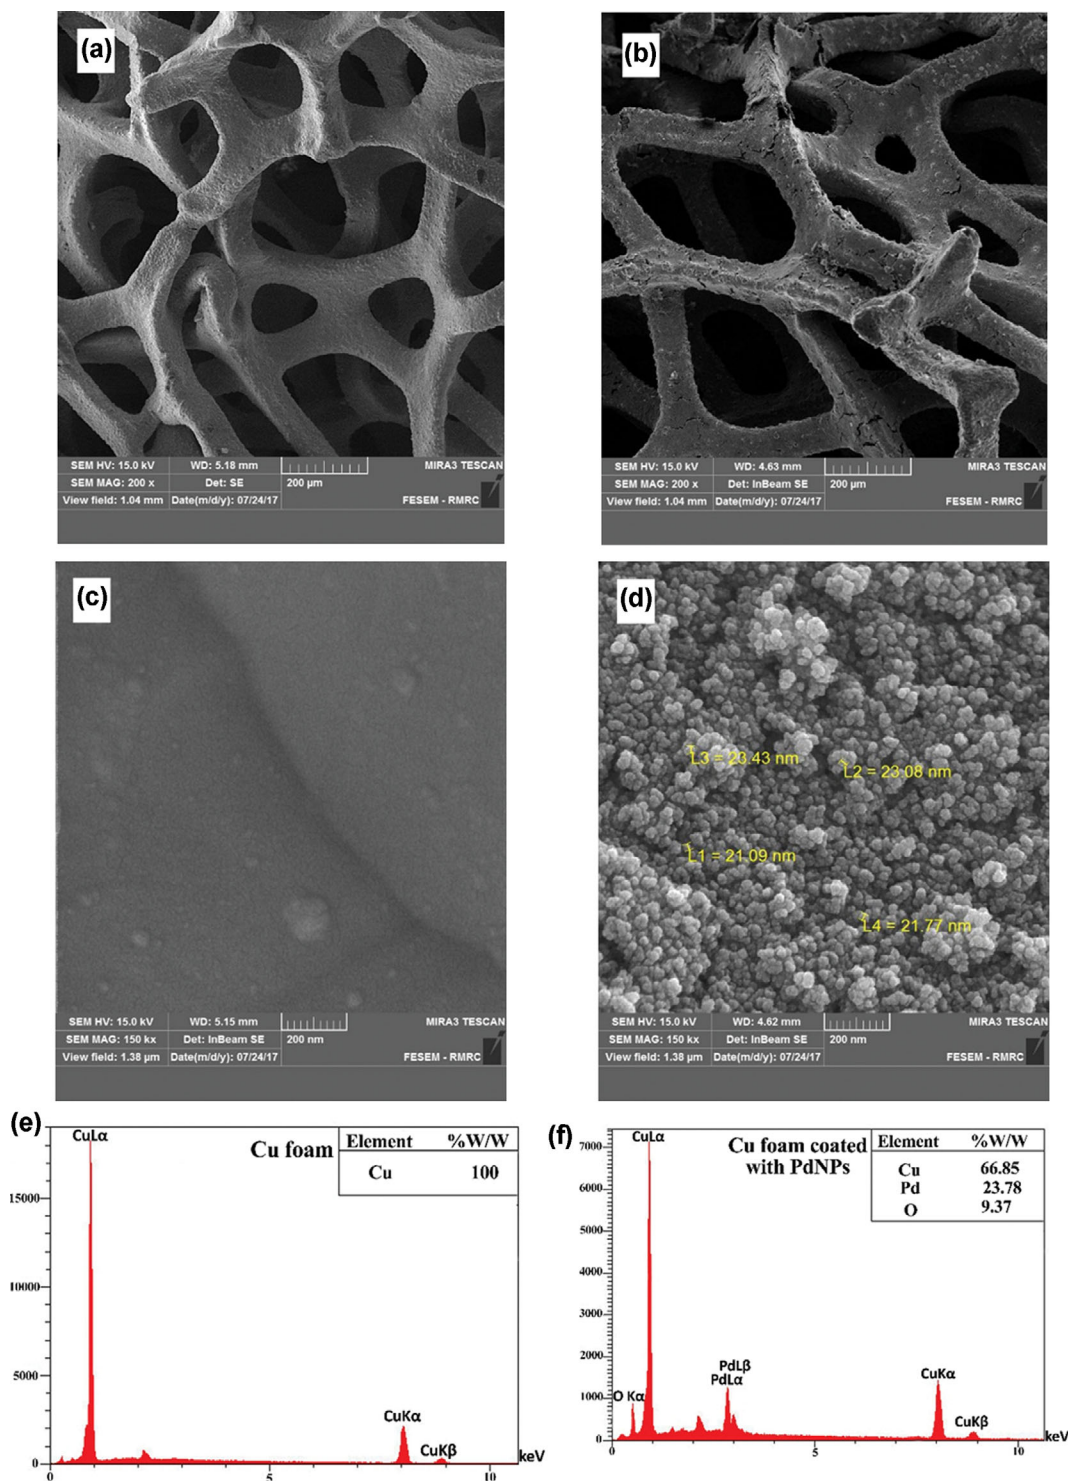 (a)
SEM HV: 15.0 kV WD: 5.18 mm MIRA3 TESCAN
SEM MAG: 200 x Det: SE 200 µm
View field: 1.04 mm Date(m/d/y): 07/24/17 FESEM - RMRC
(b)
SEM HV: 15.0 kV WD: 4.63 mm MIRA3 TESCAN
SEM MAG: 200 x Det: InBeam SE 200 µm
View field: 1.04 mm Date(m/d/y): 07/24/17 FESEM - RMRC
(c)
SEM HV: 15.0 kV WD: 5.15 mm MIRA3 TESCAN
SEM MAG: 150 kx Det: InBeam SE 200 nm
View field: 1.38 µm Date(m/d/y): 07/24/17 FESEM - RMRC
(d)
L3 = 23.43 nm
L2 = 23.08 nm
L1 = 21.09 nm
L4 = 21.77 nm
SEM HV: 15.0 kV WD: 4.62 mm MIRA3 TESCAN
SEM MAG: 150 kx Det: InBeam SE 200 nm
View field: 1.38 µm Date(m/d/y): 07/24/17 FESEM - RMRC
(e)
CuLα
Cu foam
Element %W/W
Cu 100
15000
10000
5000
0
CuKα
CuKβ
keV
0 5 10
(f)
CuLα
Cu foam coated
with PdNPs
Element %W/W
Cu 66.85
Pd 23.78
O 9.37
7000
6000
5000
4000
3000
2000
1000
0
O Kα
PdLβ
PdLα
CuKα
CuKβ
keV
0 5 10